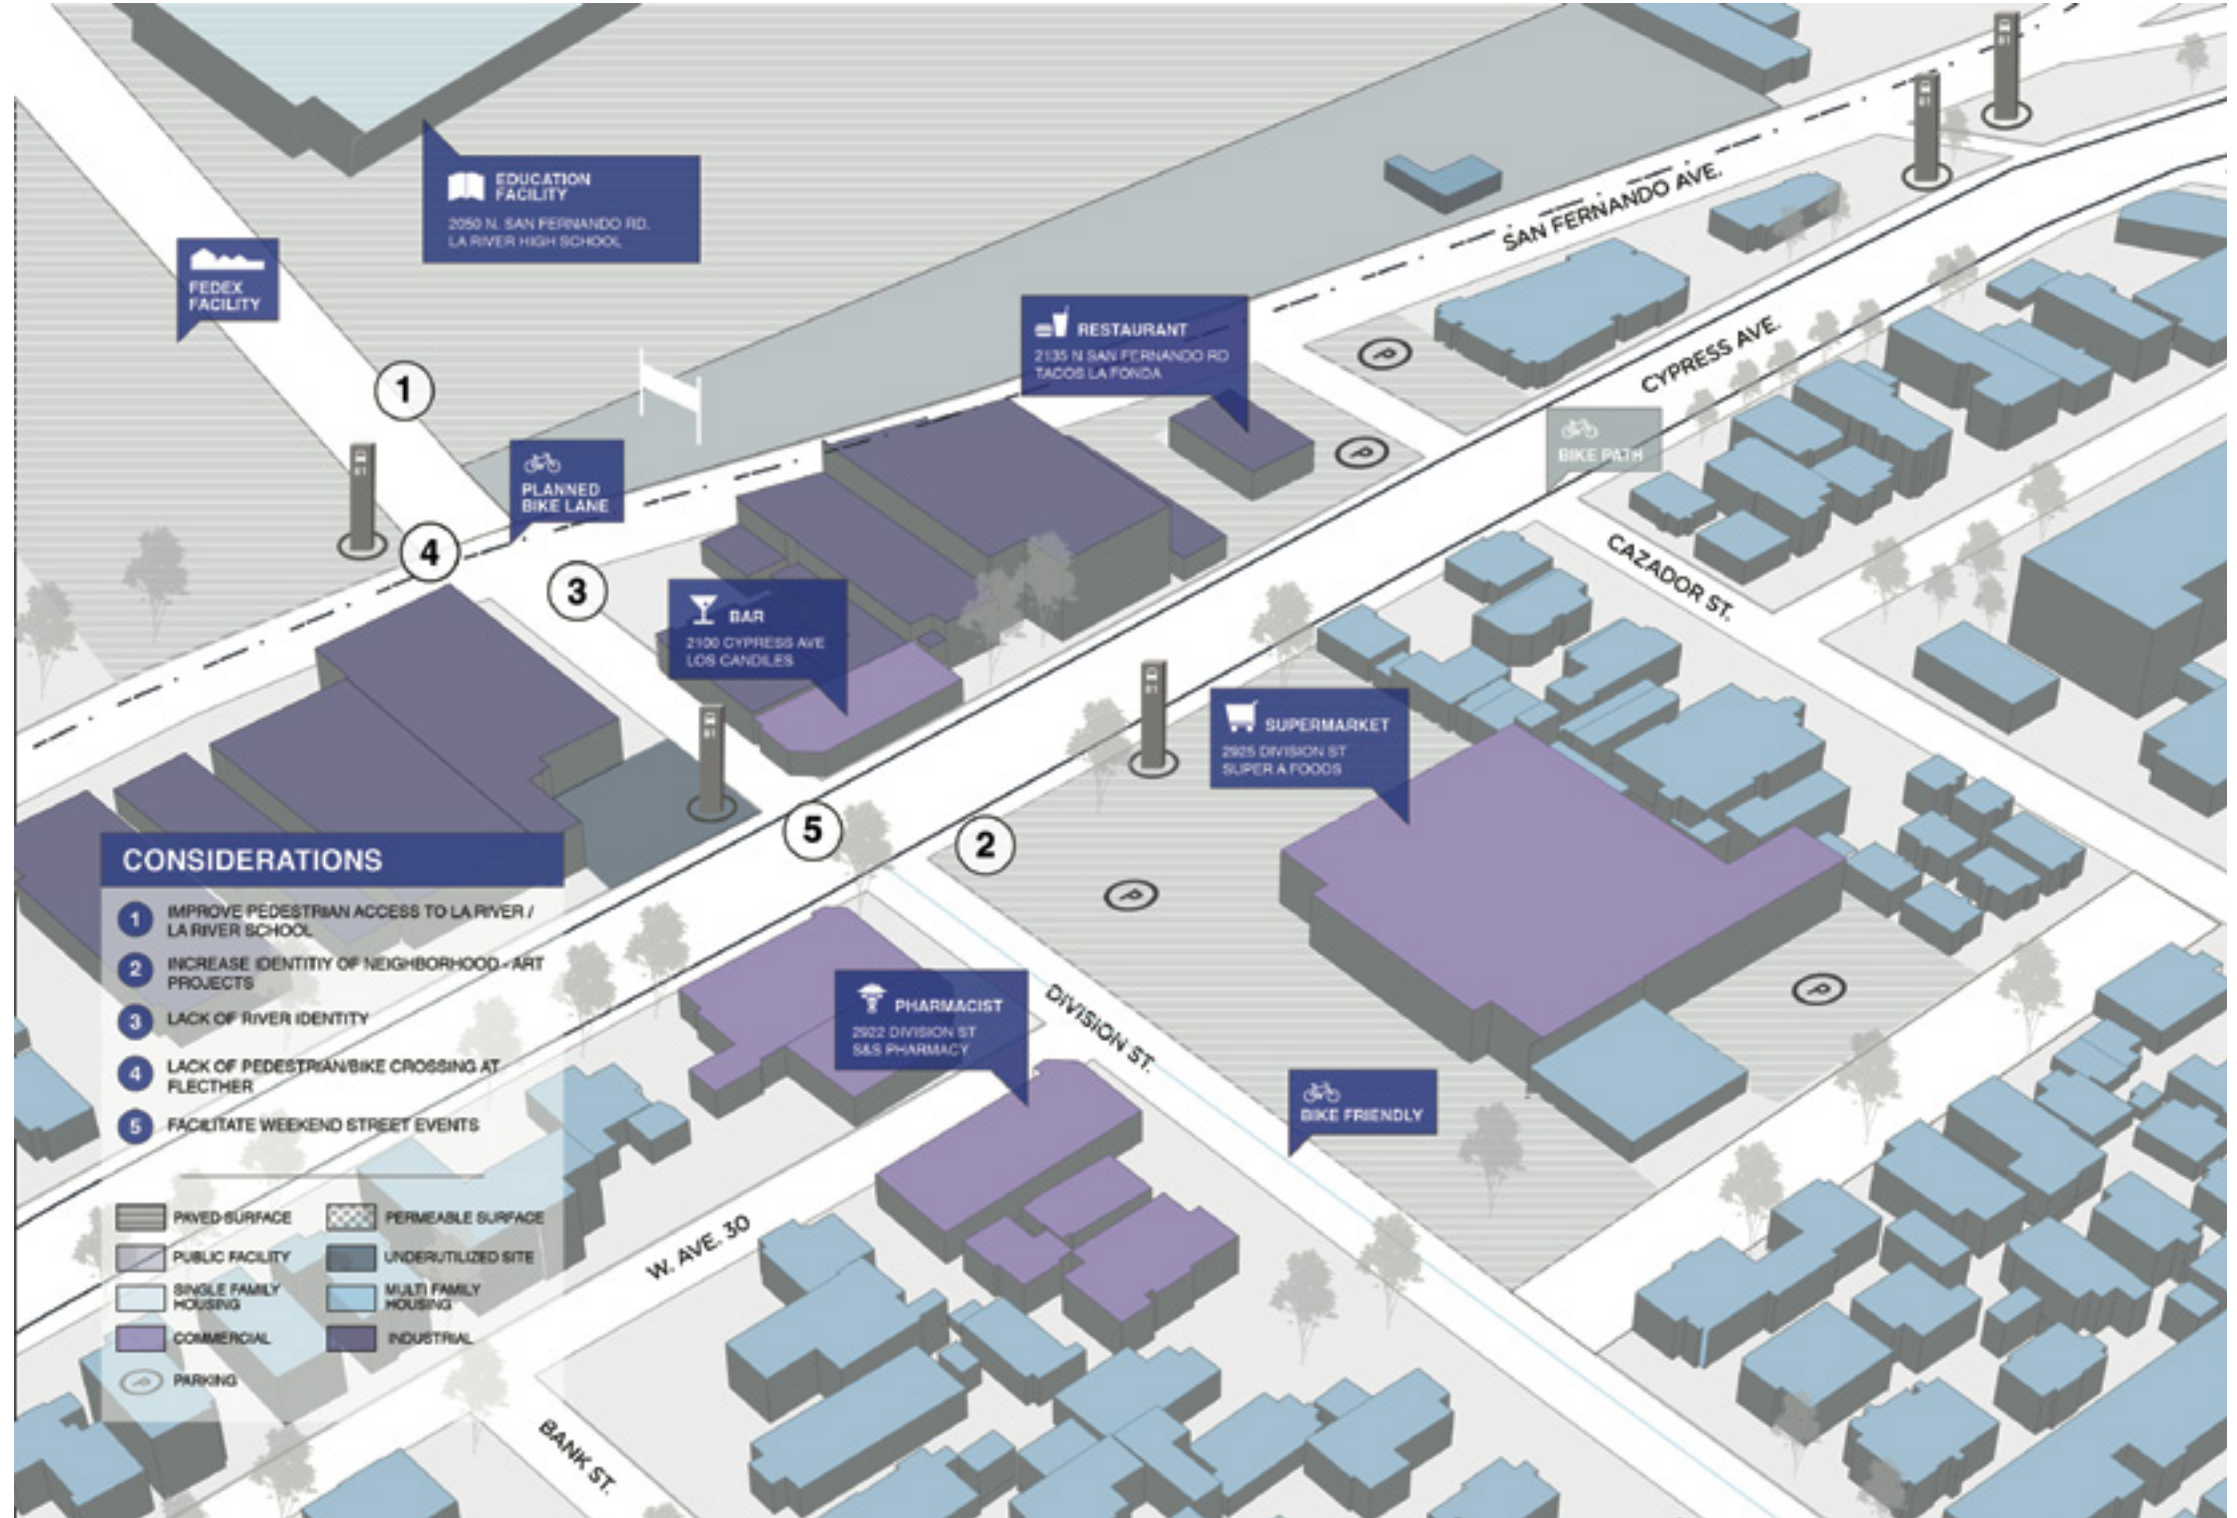 EDUCATION
FACILITY
2050 N. SAN FERNANDO RD.
LA RIVER HIGH SCHOOL
FEDEX
FACILITY
81
81
SAN FERNANDO AVE.
RESTAURANT
2135 N SAN FERNANDO RD
TACOS LA FONDA
P
CYPRESS AVE.
1
P
BIKE PATH
81
PLANNED
BIKE LANE
4
3
CAZADOR ST.
BAR
2100 CYPRESS AVE
LOS CANDILES
81
81
SUPERMARKET
2925 DIVISION ST
SUPER A FOODS
5
2
P
P
PHARMACIST
2922 DIVISION ST
S&S PHARMACY
DIVISION ST.
BIKE FRIENDLY
W. AVE. 30
BANK ST.
CONSIDERATIONS
1 IMPROVE PEDESTRIAN ACCESS TO LA RIVER /
LA RIVER SCHOOL
2 INCREASE IDENTITIY OF NEIGHBORHOOD - ART
PROJECTS
3 LACK OF RIVER IDENTITY
4 LACK OF PEDESTRIAN/BIKE CROSSING AT
FLECTHER
5 FACILITATE WEEKEND STREET EVENTS
PAVED SURFACE
PERMEABLE SURFACE
PUBLIC FACILITY
UNDERUTILIZED SITE
SINGLE FAMILY
HOUSING
MULTI FAMILY
HOUSING
COMMERCIAL
INDUSTRIAL
P PARKING